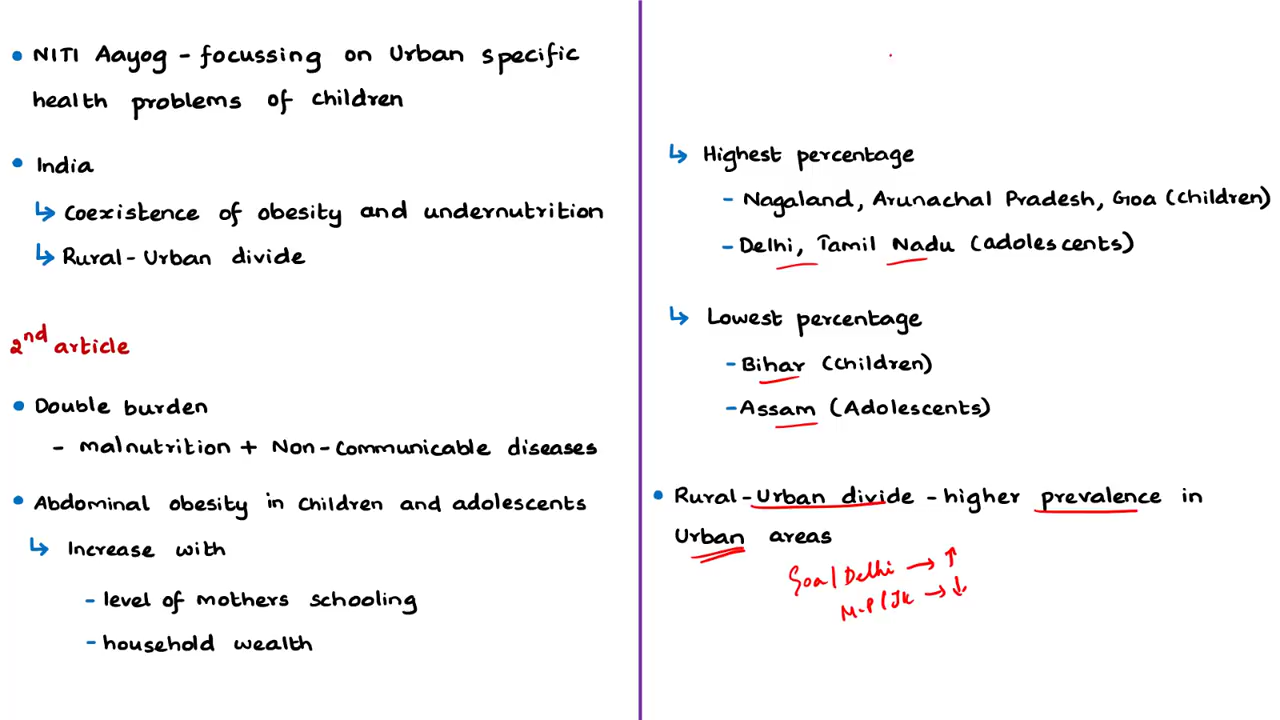 • NITI Aayog - focussing on Urban specific
health problems of children
• India
↳ Coexistence of obesity and undernutrition
↳ Rural-Urban divide
2nd article
• Double burden
- malnutrition + Non-Communicable diseases
• Abdominal obesity in Children and adolescents
↳ Increase with
- level of mothers schooling
- household wealth
↳ Highest percentage
- Nagaland, Arunachal Pradesh, Goa (children)
- Delhi, Tamil Nadu (adolescents)
↳ Lowest percentage
- Bihar (Children)
- Assam (Adolescents)
• Rural-Urban divide - higher prevalence in
Urban areas
Goa/Delhi → ↑
M.P/Jk → ↓